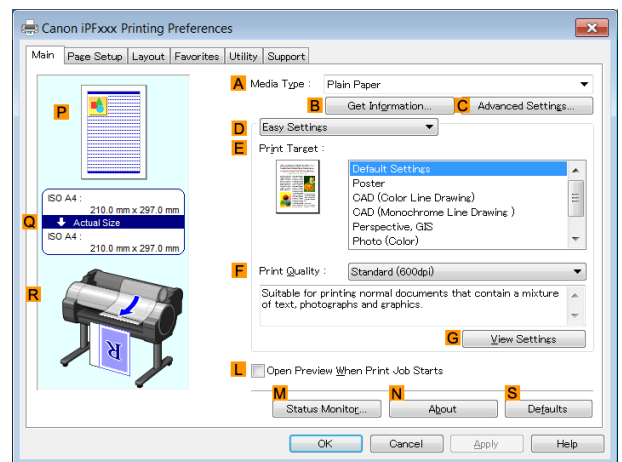 Canon iPFxxx Printing Preferences
Main Page Setup Layout Favorites Utility Support
A Media Type : Plain Paper
B Get Information... C Advanced Settings...
D Easy Settings
E Print Target :
Default Settings
Poster
CAD (Color Line Drawing)
CAD (Monochrome Line Drawing )
Perspective, GIS
Photo (Color)
F Print Quality : Standard (600dpi)
Suitable for printing normal documents that contain a mixture
of text, photographs and graphics.
G View Settings
L Open Preview When Print Job Starts
M N S
Status Monitor... About Defaults
OK Cancel Apply Help
P
ISO A4 :
210.0 mm x 297.0 mm
Q Actual Size
ISO A4 :
210.0 mm x 297.0 mm
R
R